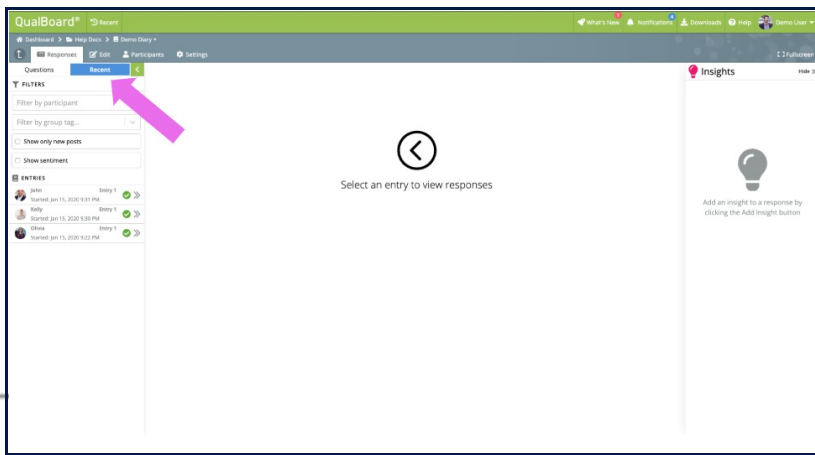 QualBoard® Recent What's New Notifications Downloads Help Demo User
Dashboard > Help Docs > Demo Diary
t Responses Edit Participants Settings Fullscreen
Questions Recent
FILTERS
Filter by participant
Filter by group tag...
Show only new posts
Show sentiment
ENTRIES
John Entry 1
Started: Jan 15, 2020 9:31 PM
Kelly Entry 1
Started: Jan 15, 2020 9:30 PM
Olivia Entry 1
Started: Jan 15, 2020 9:22 PM
Select an entry to view responses
Insights Hide
Add an insight to a response by
clicking the Add Insight button